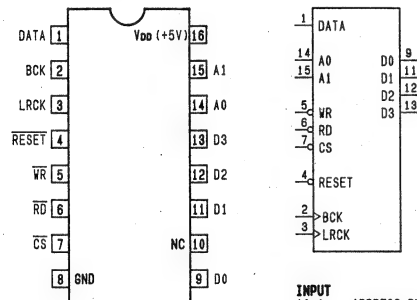 DATA 1 VDD (+5V) 16
BCK 2 15 A1
LRCK 3 14 A0
RESET 4 13 D3
WR 5 12 D2
RD 6 11 D1
CS 7 NC 10
8 GND 9 D0
1 DATA
14 A0 D0 9
15 A1 D1 11
D2 12
5 WR D3 13
6 RD
7 CS
4 RESET
2 BCK
3 LRCK
INPUT